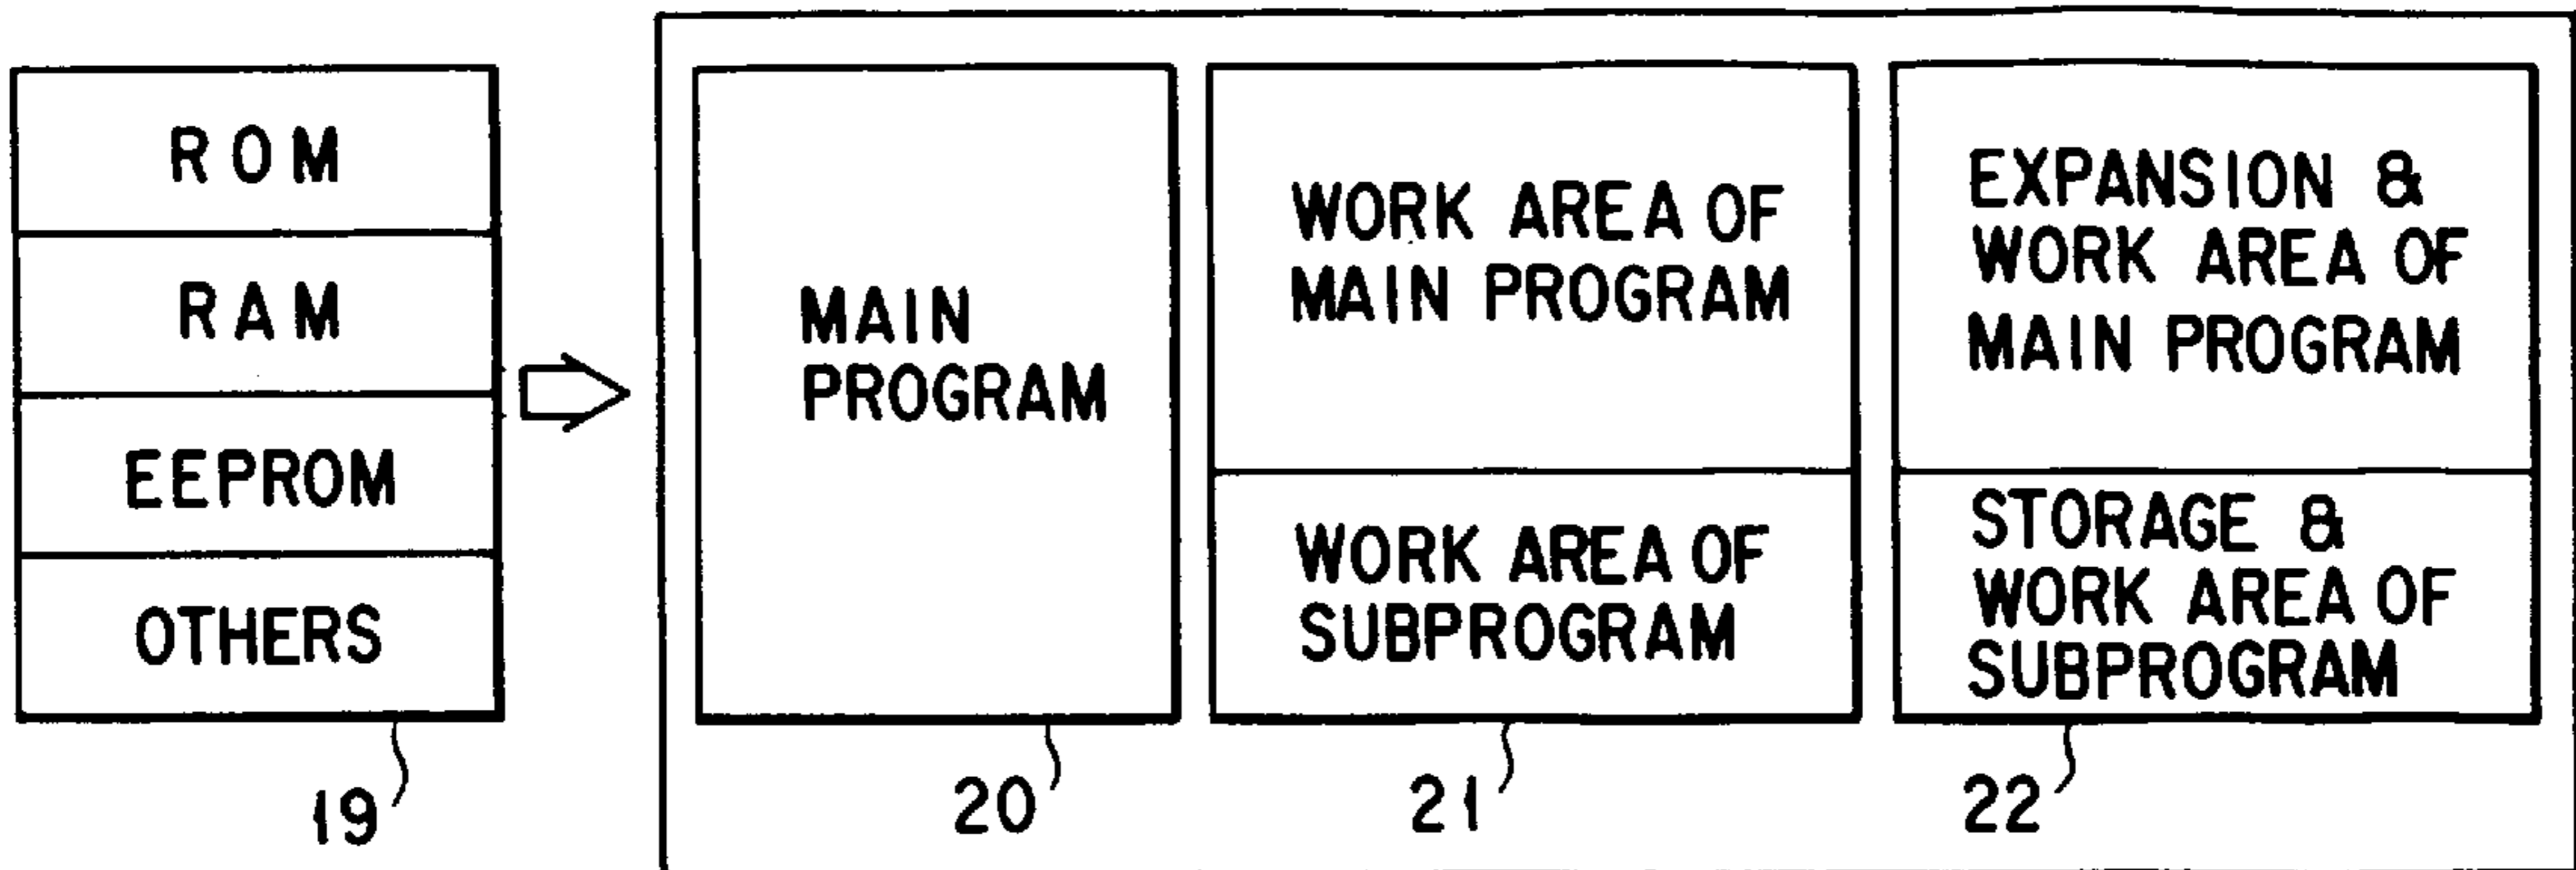 ROM
RAM
EEPROM
OTHERS
19
MAIN
PROGRAM
20
WORK AREA OF
MAIN PROGRAM
WORK AREA OF
SUBPROGRAM
21
EXPANSION &
WORK AREA OF
MAIN PROGRAM
STORAGE &
WORK AREA OF
SUBPROGRAM
22